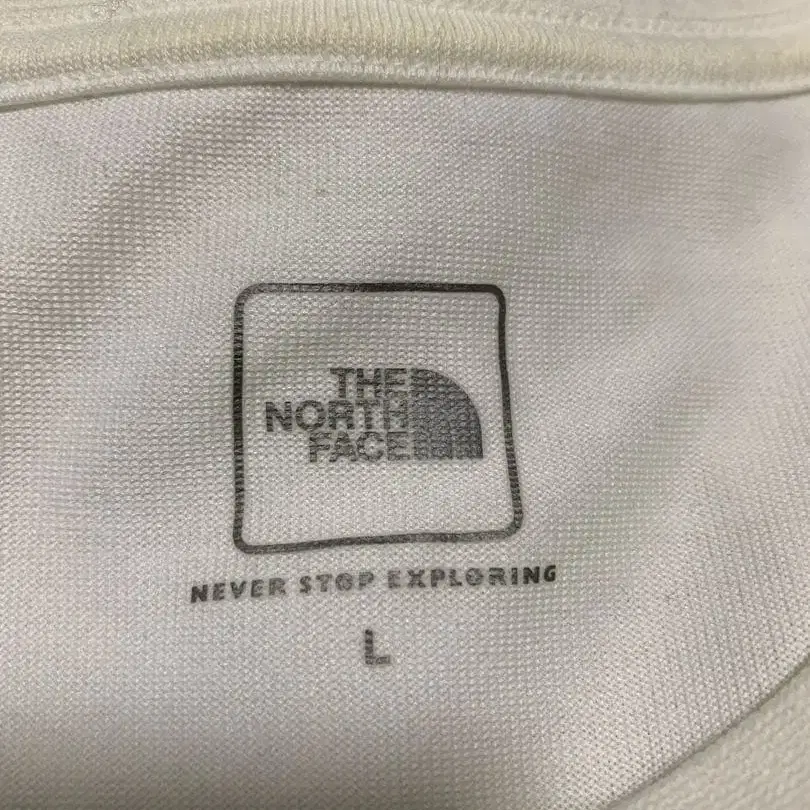 THE
NORTH
FACE
NEVER STOP EXPLORING
L